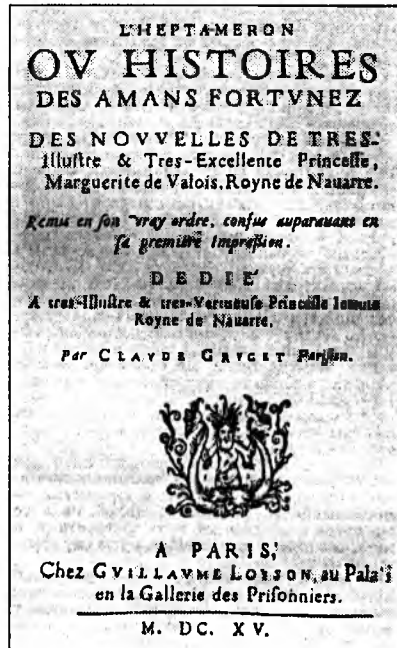 L'HEPTAMERON
OV HISTOIRES
DES AMANS FORTVNEZ
DES NOVVELLES DE TRES-
Illuſtre & Tres-Excellente Princeſſe,
Marguerite de Valois, Royne de Nauarre.
Remis en ſon vray ordre, confus auparauant en
ſa premiere Impreſſion.
DEDIE'
A tres-Illuſtre & tres-Vertueuſe Princeſſe Ieanne
Royne de Nauarre,
Par CLAVDE GRVGET Pariſien.
A PARIS,
Chez GVILLAVME LOYSON, au Palais
en la Gallerie des Priſonniers.
M. DC. XV.